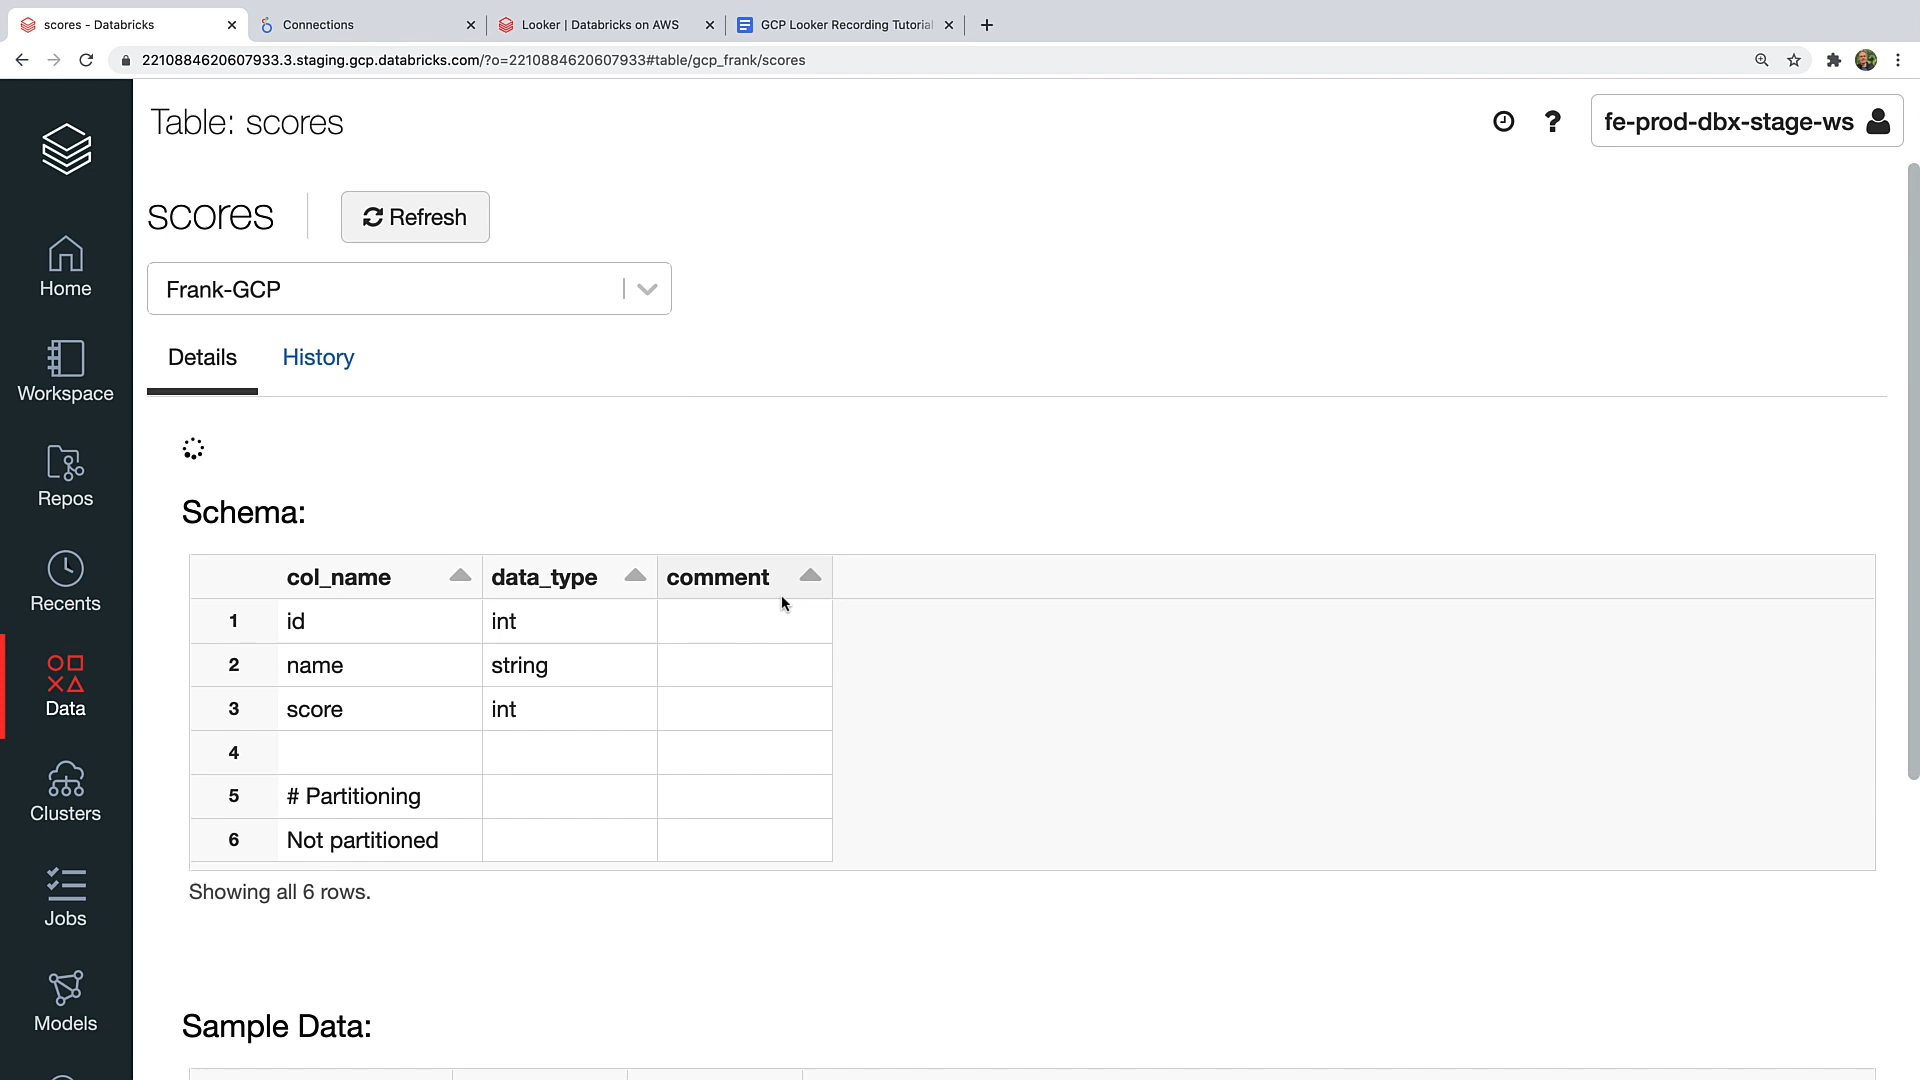 scores - Databricks
Connections
Looker | Databricks on AWS
GCP Looker Recording Tutorial
2210884620607933.3.staging.gcp.databricks.com/?o=2210884620607933#table/gcp_frank/scores
Table: scores
? fe-prod-dbx-stage-ws
scores
Refresh
Frank-GCP
Details History
Home
Workspace
Repos
Recents
Data
Clusters
Jobs
Models
Schema:
col_name data_type comment
1 id int
2 name string
3 score int
4
5 # Partitioning
6 Not partitioned
Showing all 6 rows.
Sample Data: